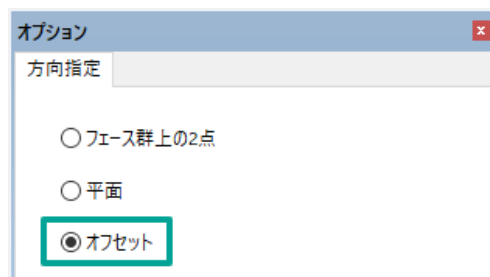 オプション
方向指定
フェース群上の2点
平面
オフセット